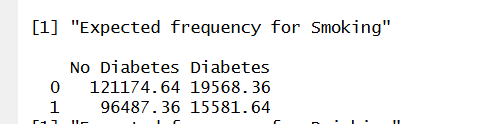 [1] "Expected frequency for Smoking"
No Diabetes Diabetes
0 121174.64 19568.36
1 96487.36 15581.64